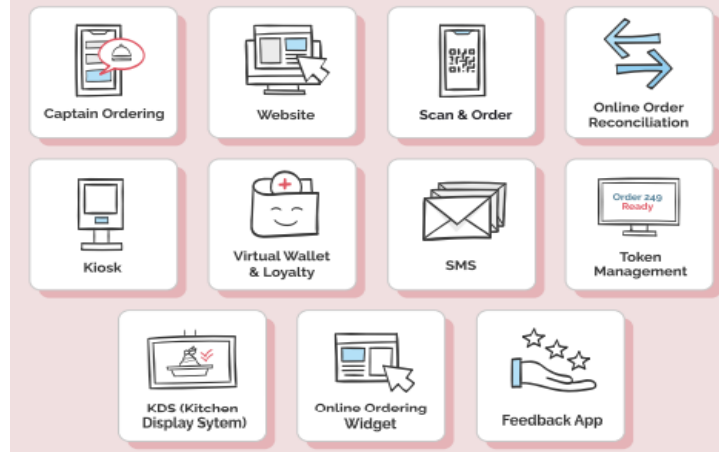 Captain Ordering
Website
Scan & Order
Online Order
Reconciliation
Kiosk
Virtual Wallet
& Loyalty
SMS
Order 249
Ready
Token
Management
KDS (Kitchen
Display Sytem)
Online Ordering
Widget
Feedback App